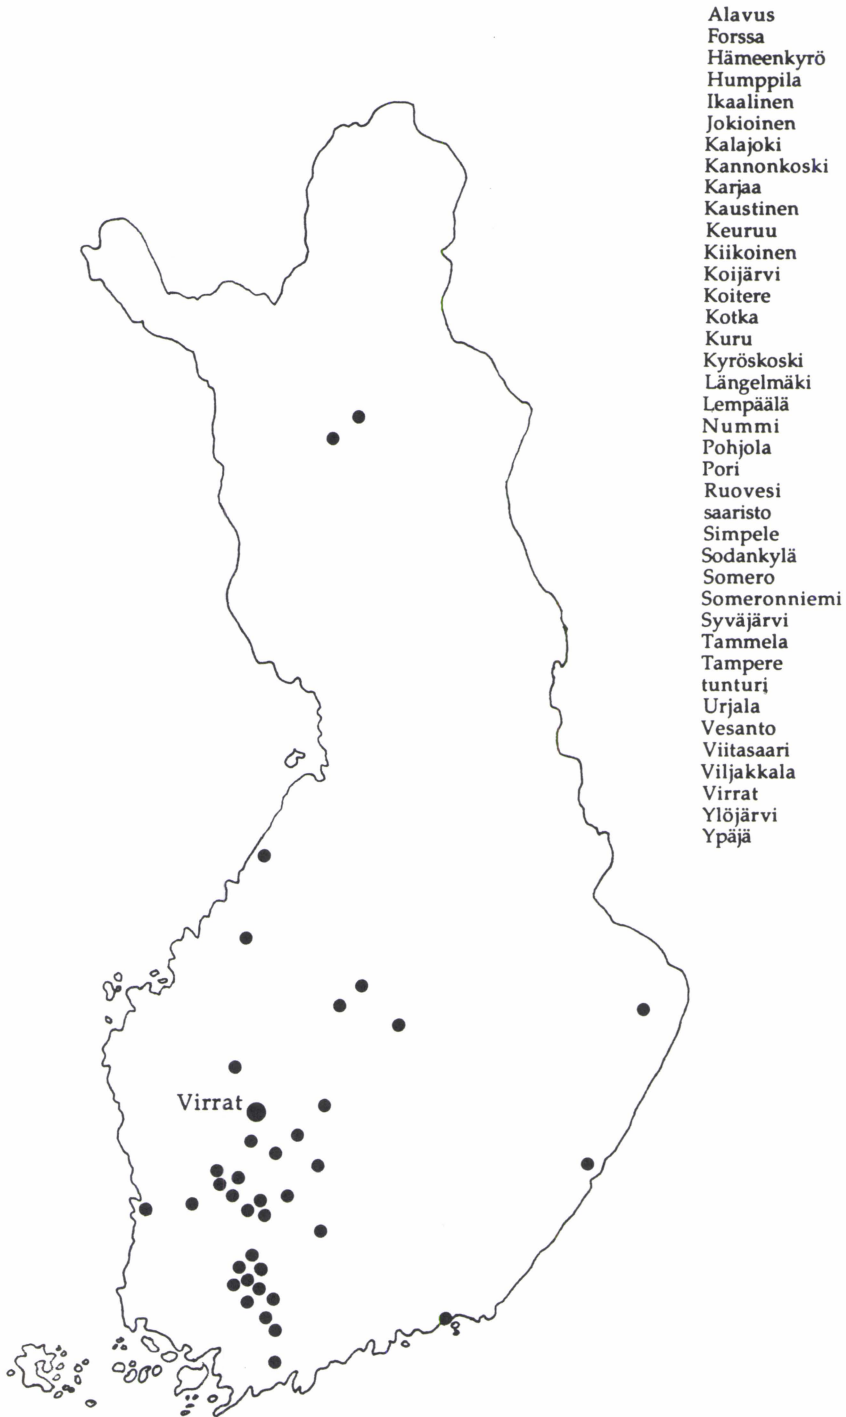 Alavus
Forssa
Hämeenkyrö
Humppila
Ikaalinen
Jokioinen
Kalajoki
Kannonkoski
Karjaa
Kaustinen
Keuruu
Kiikoinen
Koijärvi
Koitere
Kotka
Kuru
Kyröskoski
Längelmäki
Lempäälä
Nummi
Pohjola
Pori
Ruovesi
saaristo
Simpele
Sodankylä
Somero
Someronniemi
Syväjärvi
Tammela
Tampere
tunturi
Urjala
Vesanto
Viitasaari
Viljakkala
Virrat
Ylöjärvi
Ypäjä
Virrat